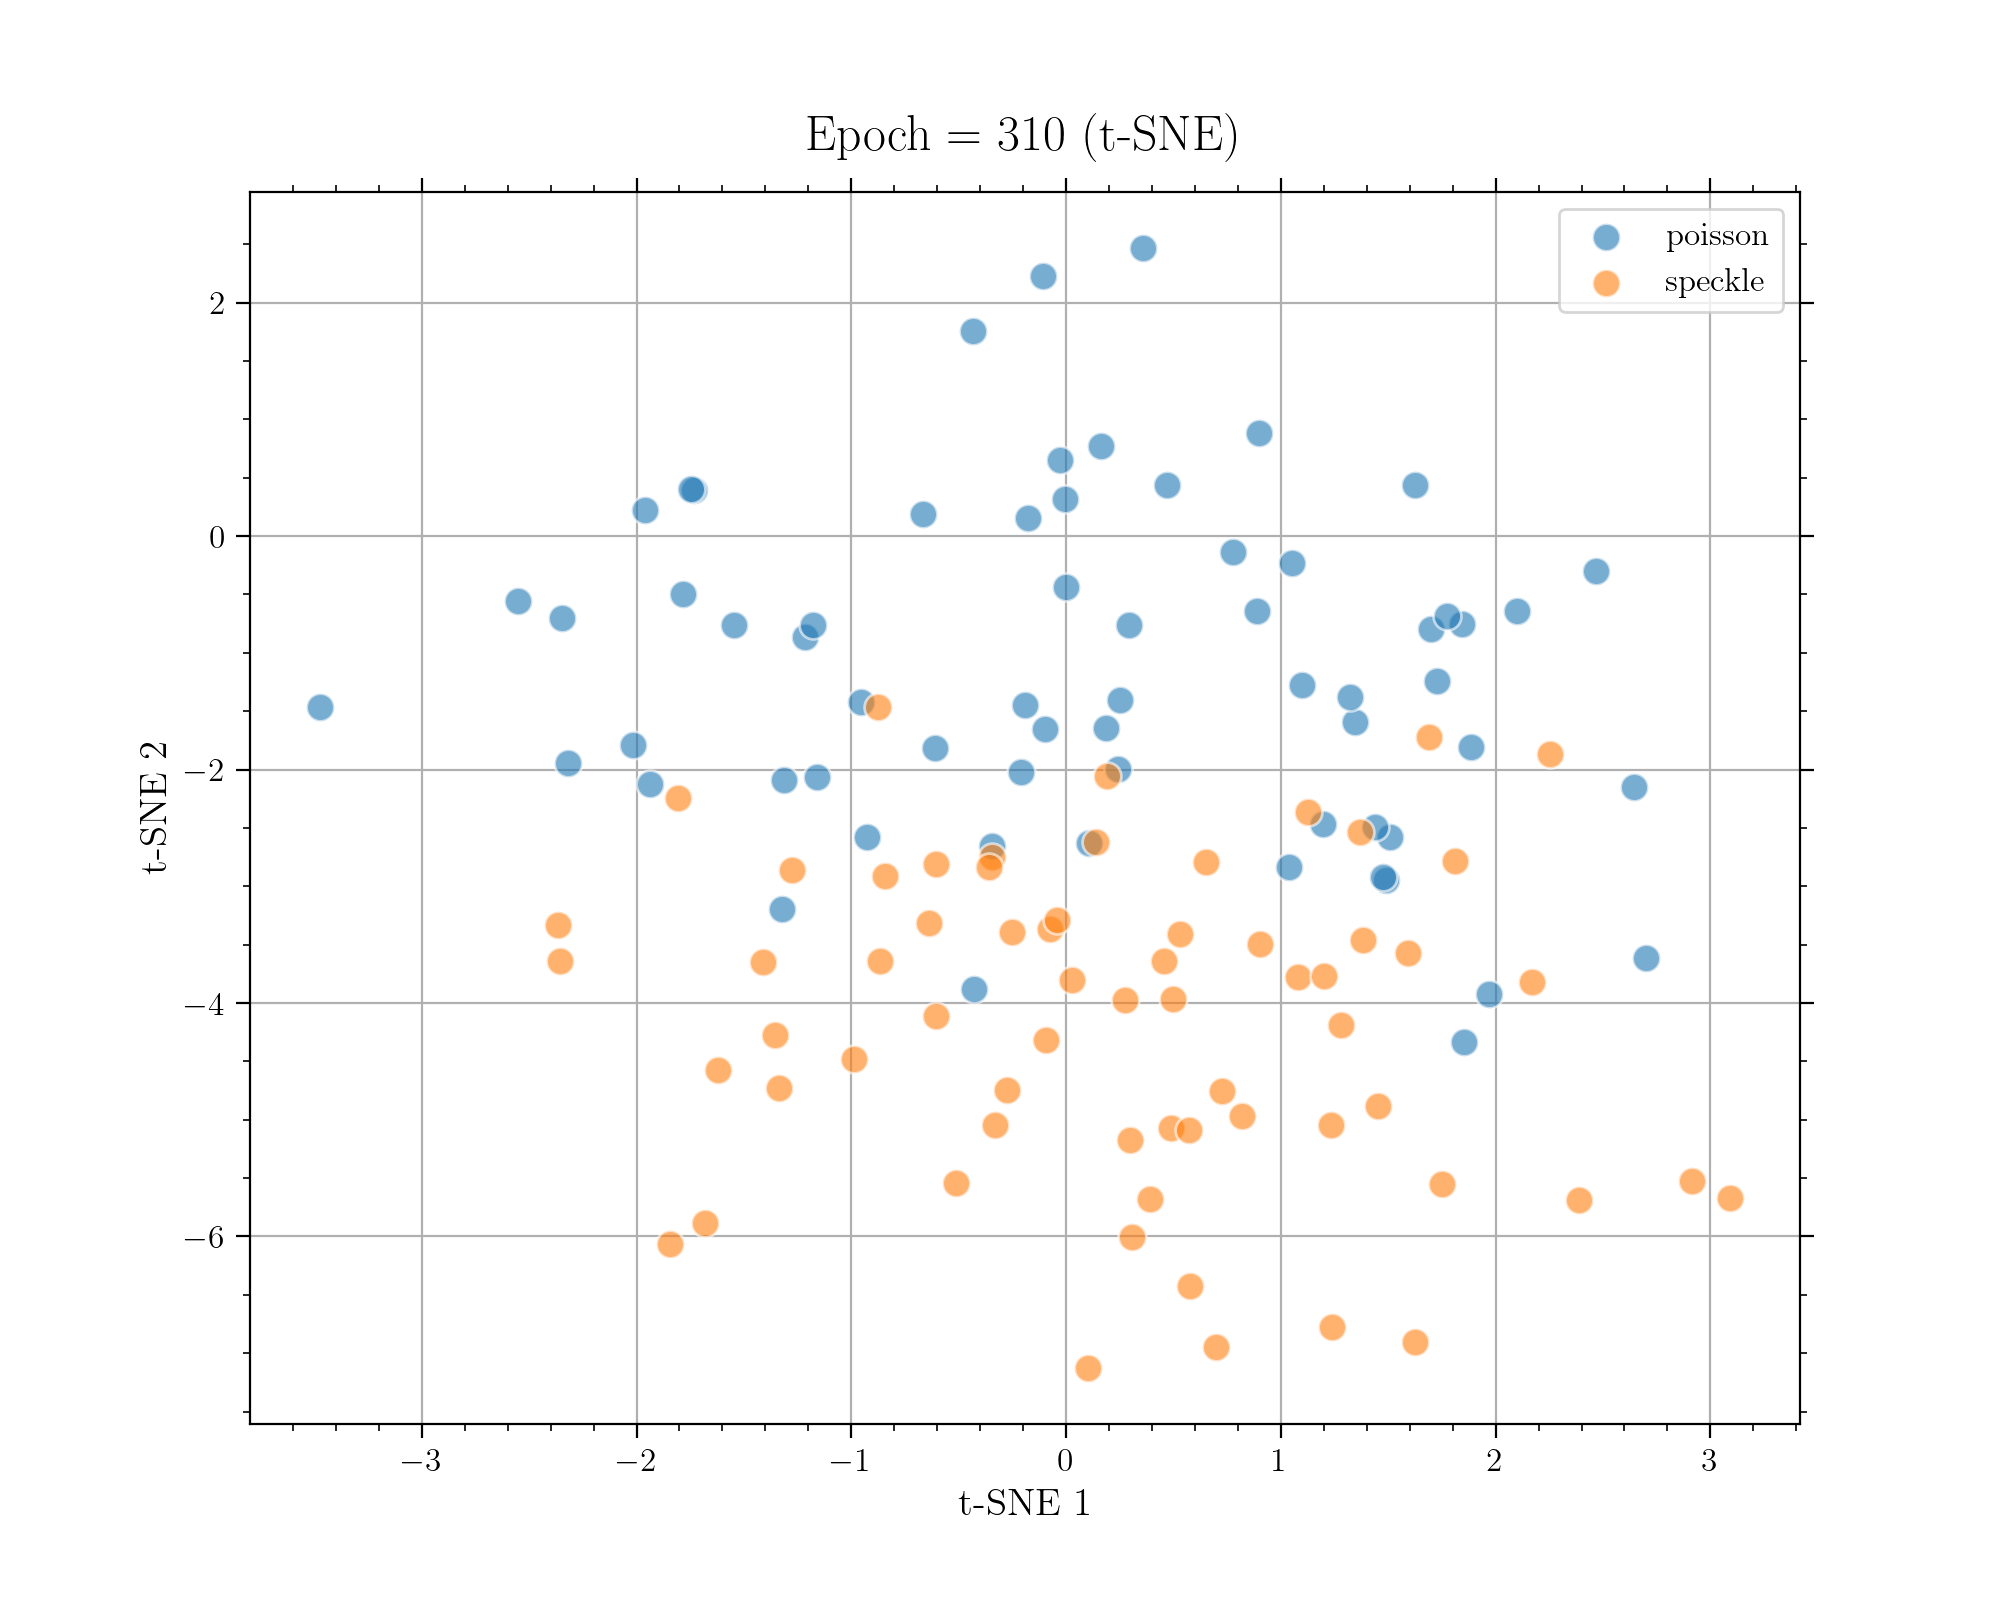 Epoch = 310 (t-SNE)
poisson
speckle
t-SNE 2
2
0
−2
−4
−6
−3 −2 −1 0 1 2 3
t-SNE 1